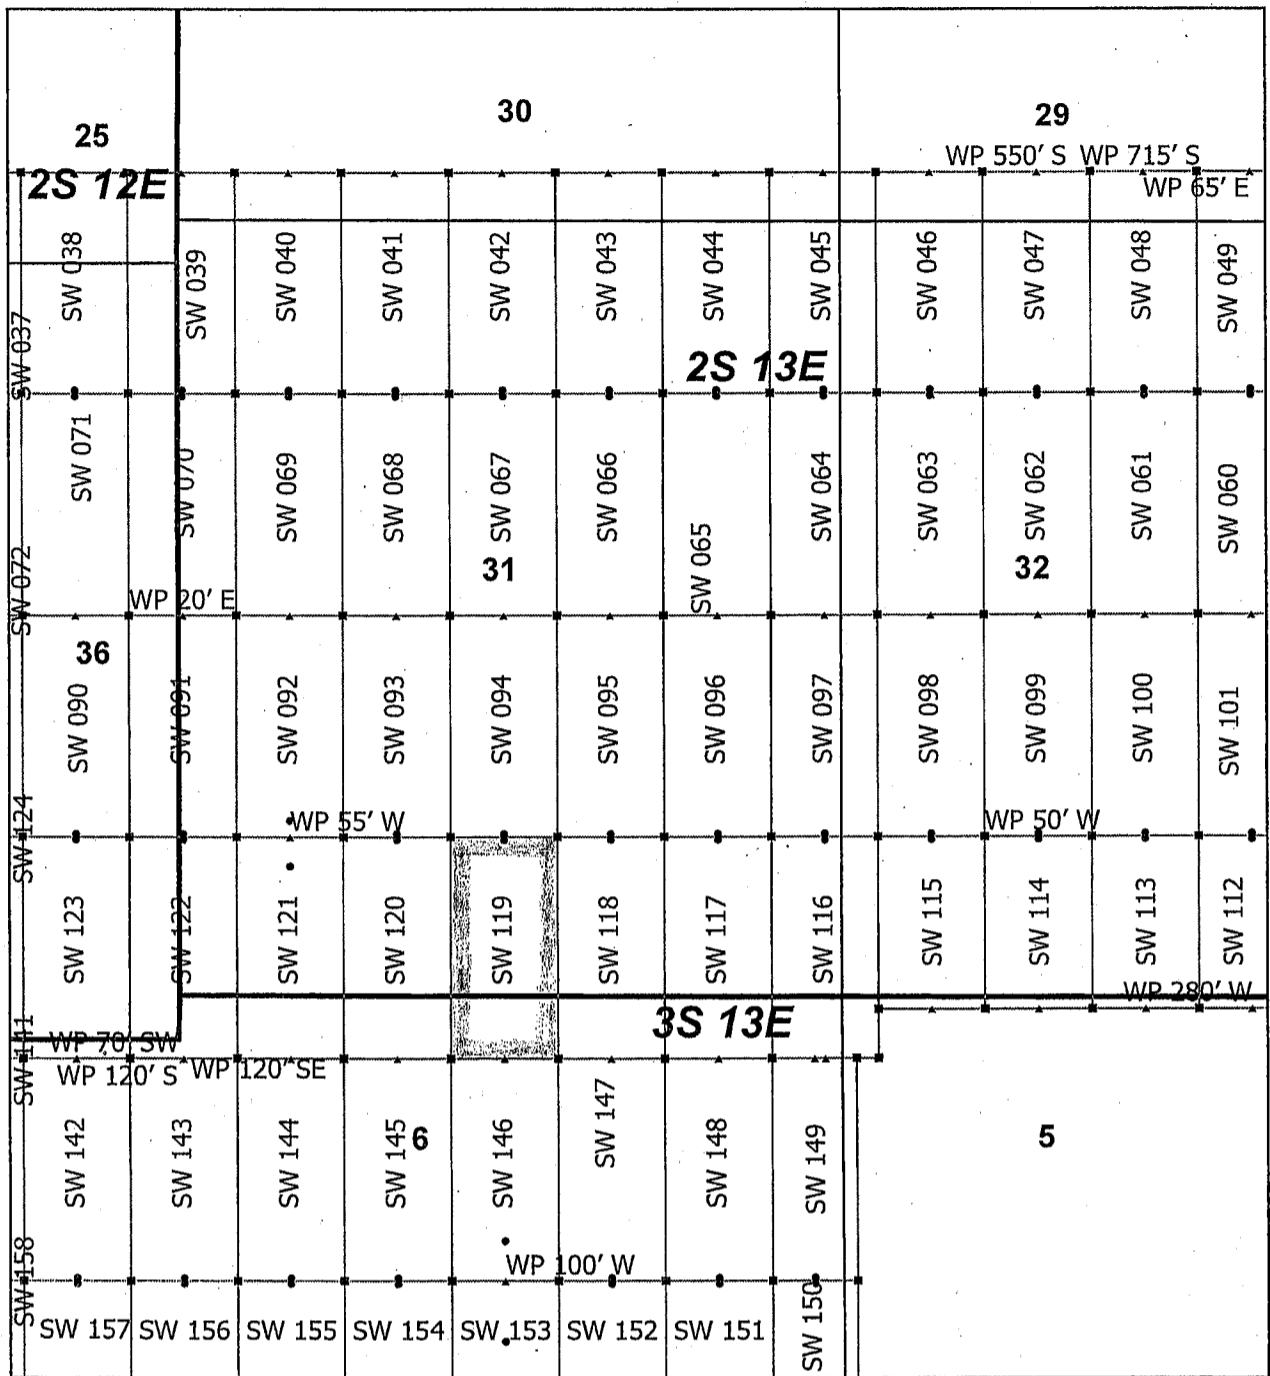 30
29
25
WP 550' S WP 715' S
2S 12E
WP 65' E
SW 038
SW 039
SW 040
SW 041
SW 042
SW 043
SW 044
SW 045
SW 046
SW 047
SW 048
SW 049
SW 037
2S 13E
SW 071
SW 070
SW 069
SW 068
SW 067
SW 066
SW 065
SW 064
SW 063
SW 062
SW 061
SW 060
31
32
SW 072
WP 20' E
36
SW 090
SW 091
SW 092
SW 093
SW 094
SW 095
SW 096
SW 097
SW 098
SW 099
SW 100
SW 101
SW 124
WP 55' W
WP 50' W
SW 123
SW 122
SW 121
SW 120
SW 119
SW 118
SW 117
SW 116
SW 115
SW 114
SW 113
SW 112
WP 280' W
3S 13E
SW 141
WP 70' SW
WP 120' S
WP 120' SE
SW 142
SW 143
SW 144
SW 145
6
SW 146
SW 147
SW 148
SW 149
5
SW 158
WP 100' W
SW 157
SW 156
SW 155
SW 154
SW 153
SW 152
SW 151
SW 150